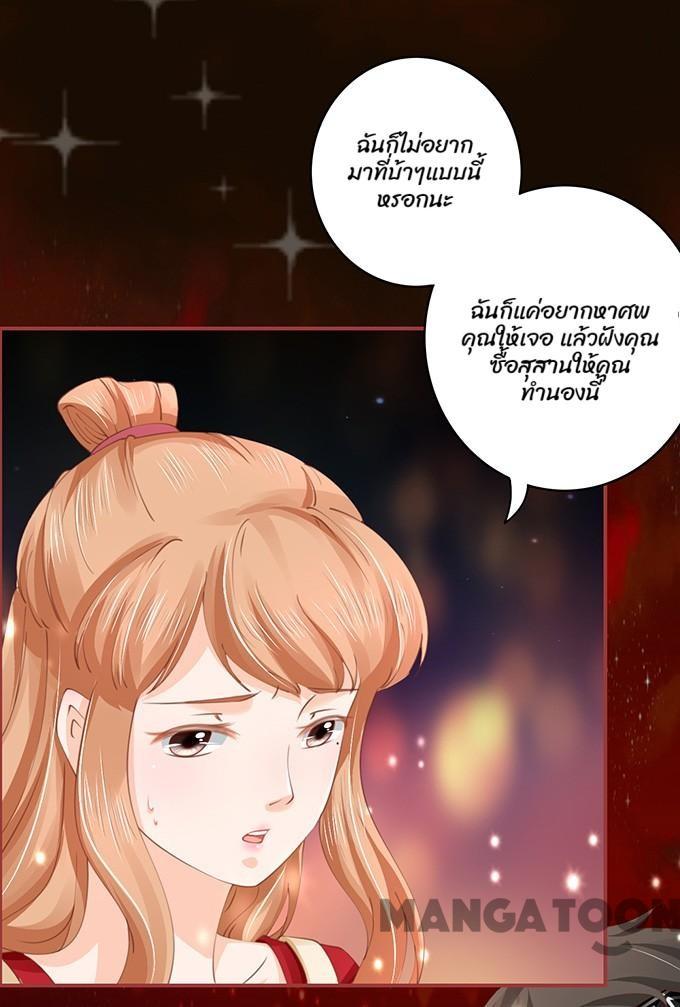 ฉันก็ไม่อยาก
มาที่บ้าๆแบบนี้
หรอกนะ
ฉันก็แค่อยากหาศพ
คุณให้เจอ แล้วฝังคุณ
ซื้อสุสานให้คุณ
ทำนองนี้
MANGATOON